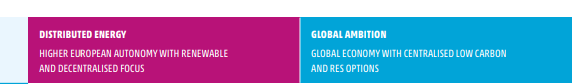 DISTRIBUTED ENERGY
HIGHER EUROPEAN AUTONOMY WITH RENEWABLE
AND DECENTRALISED FOCUS
GLOBAL AMBITION
GLOBAL ECONOMY WITH CENTRALISED LOW CARBON
AND RES OPTIONS